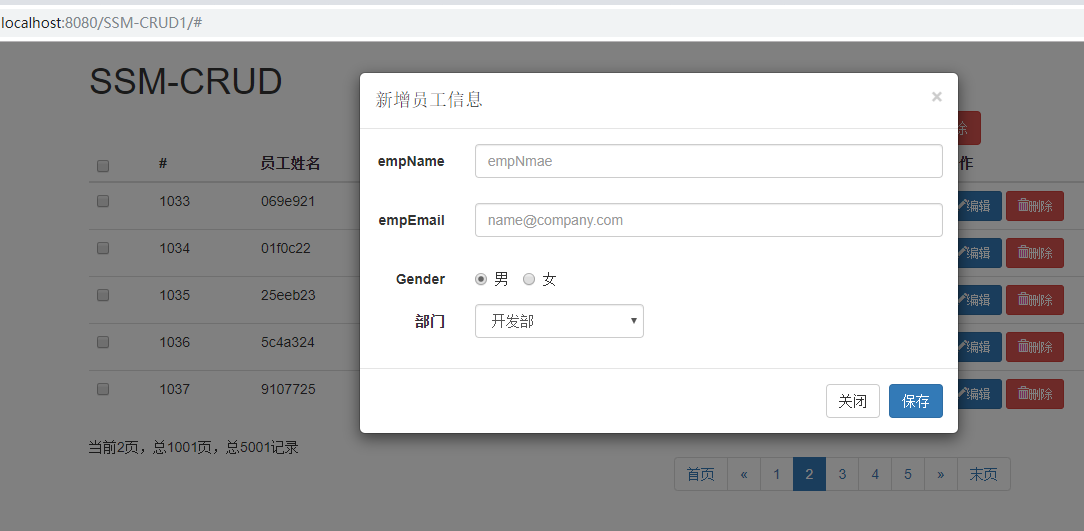 localhost:8080/SSM-CRUD1/#
SSM-CRUD
新增员工信息 ×
除
# 员工姓名 作
empName empNmae
1033 069e921 编辑 删除
empEmail name@company.com
1034 01f0c22 编辑 删除
Gender 男 女
1035 25eeb23 编辑 删除
部门 开发部
1036 5c4a324 编辑 删除
1037 9107725 编辑 删除
关闭 保存
当前2页，总1001页，总5001记录
首页 « 1 2 3 4 5 » 末页